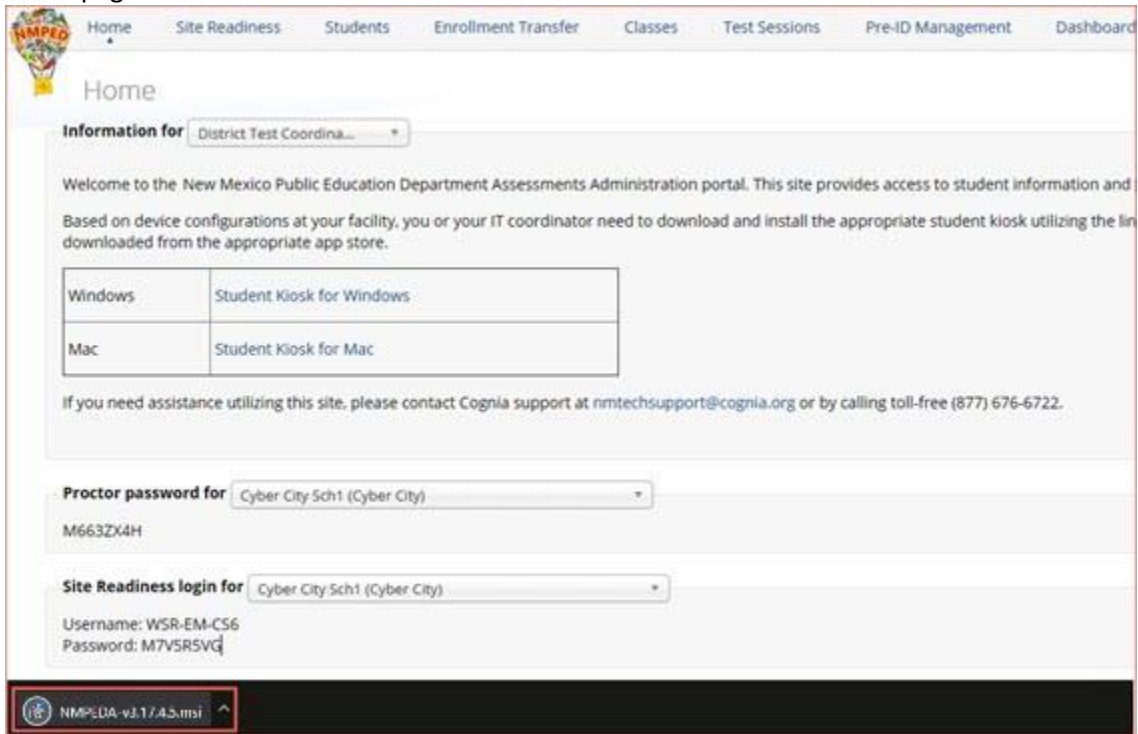 NMPED
Home Site Readiness Students Enrollment Transfer Classes Test Sessions Pre-ID Management Dashboard
Home
Information for District Test Coordina...
Welcome to the New Mexico Public Education Department Assessments Administration portal. This site provides access to student information and
Based on device configurations at your facility, you or your IT coordinator need to download and install the appropriate student kiosk utilizing the lin
downloaded from the appropriate app store.
Windows Student Kiosk for Windows
Mac Student Kiosk for Mac
If you need assistance utilizing this site, please contact Cognia support at nmtechsupport@cognia.org or by calling toll-free (877) 676-6722.
Proctor password for Cyber City Sch1 (Cyber City)
M663ZX4H
Site Readiness login for Cyber City Sch1 (Cyber City)
Username: WSR-EM-CS6
Password: M7V5R5VG
NMPEDA-v3.17.4.5.msi